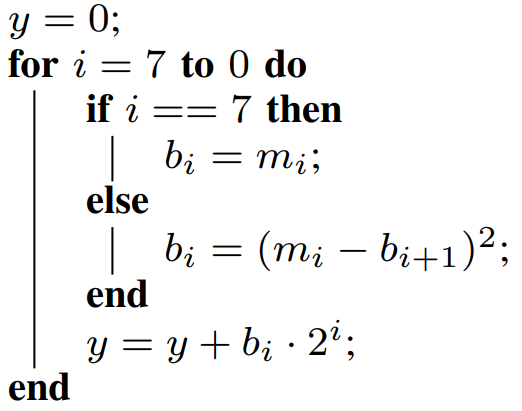 y = 0;
for i = 7 to 0 do
if i == 7 then
b_i = m_i;
else
b_i = (m_i − b_{i+1})^2;
end
y = y + b_i · 2^i;
end